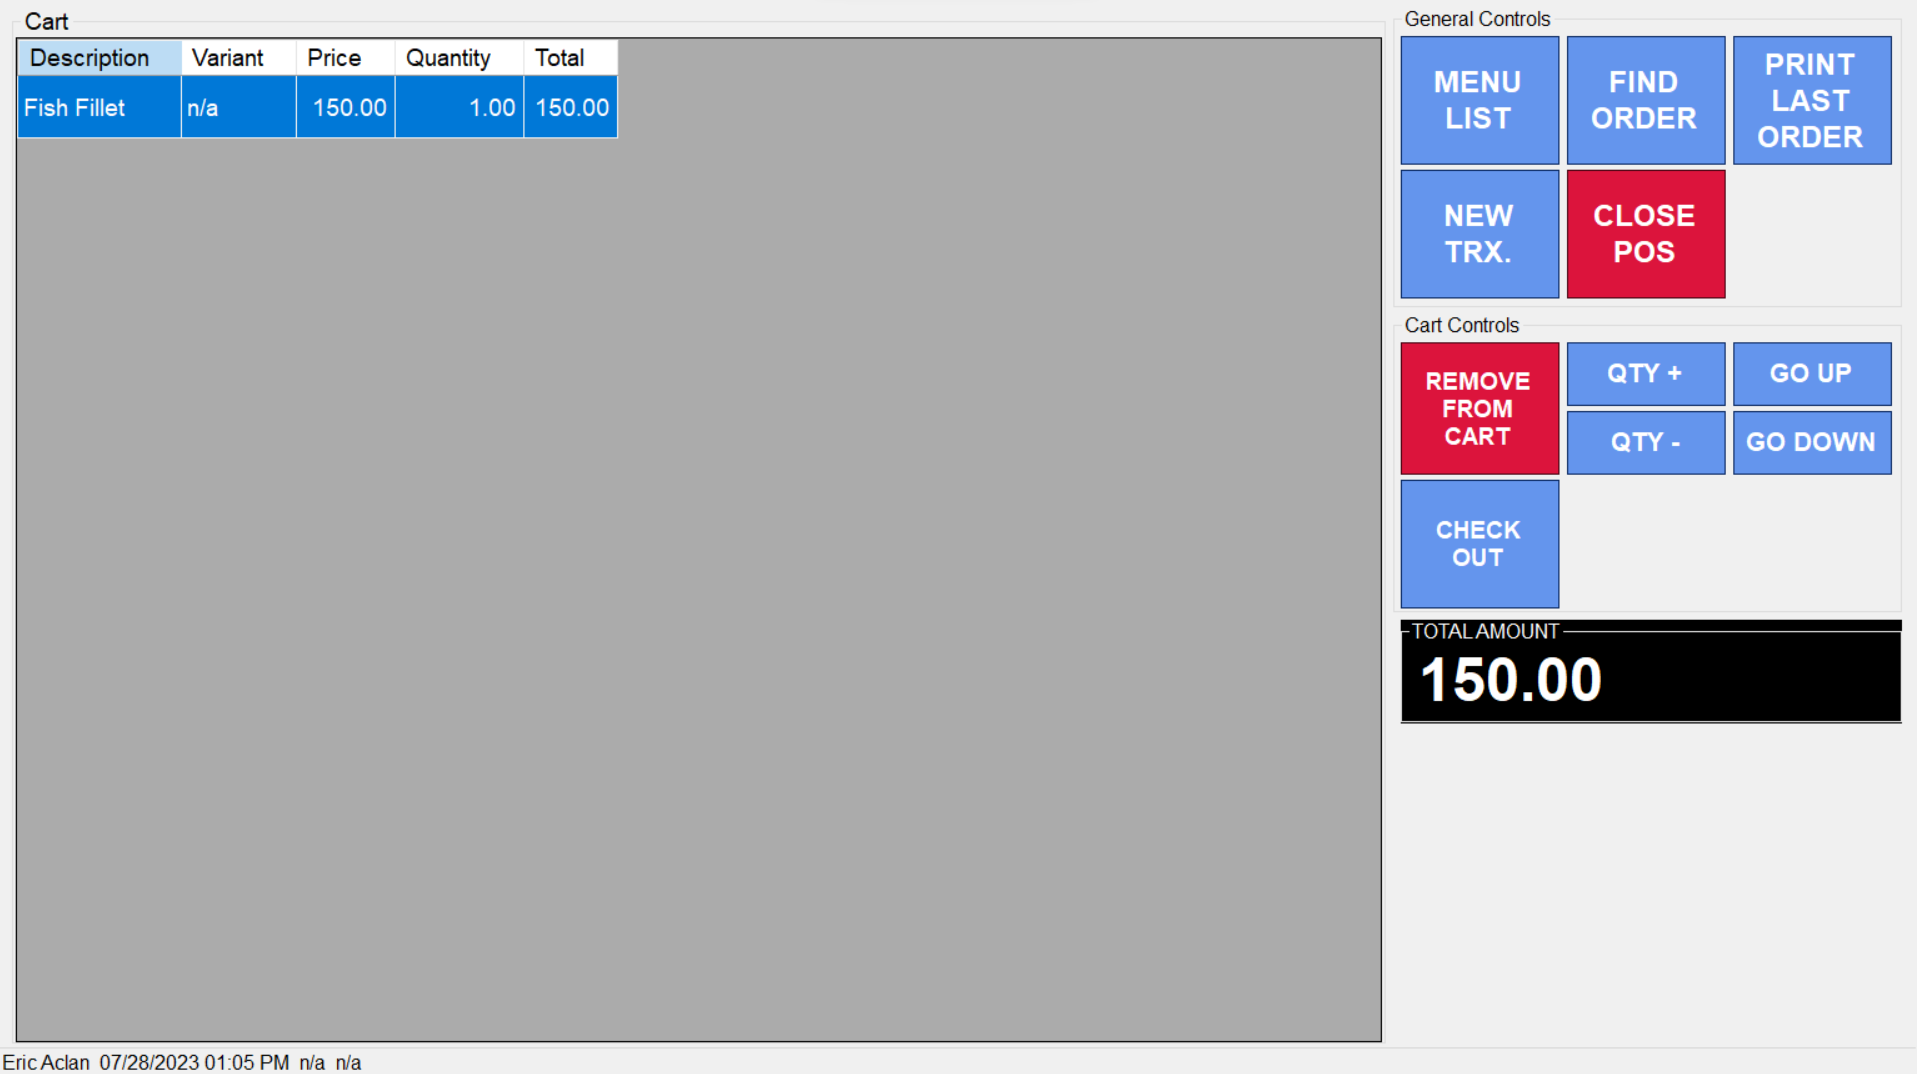 Cart
Description Variant Price Quantity Total
Fish Fillet n/a 150.00 1.00 150.00
General Controls
MENU
LIST
FIND
ORDER
PRINT
LAST
ORDER
NEW
TRX.
CLOSE
POS
Cart Controls
REMOVE
FROM
CART
QTY +
GO UP
QTY -
GO DOWN
CHECK
OUT
TOTAL AMOUNT
150.00
Eric Aclan 07/28/2023 01:05 PM n/a n/a